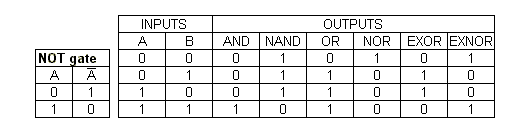 INPUTS OUTPUTS
A B AND NAND OR NOR EXOR EXNOR
NOT gate 0 0 0 1 0 1 0 1
A A̅ 0 1 0 1 1 0 1 0
0 1 1 0 0 1 1 0 1 0
1 0 1 1 1 0 1 0 0 1